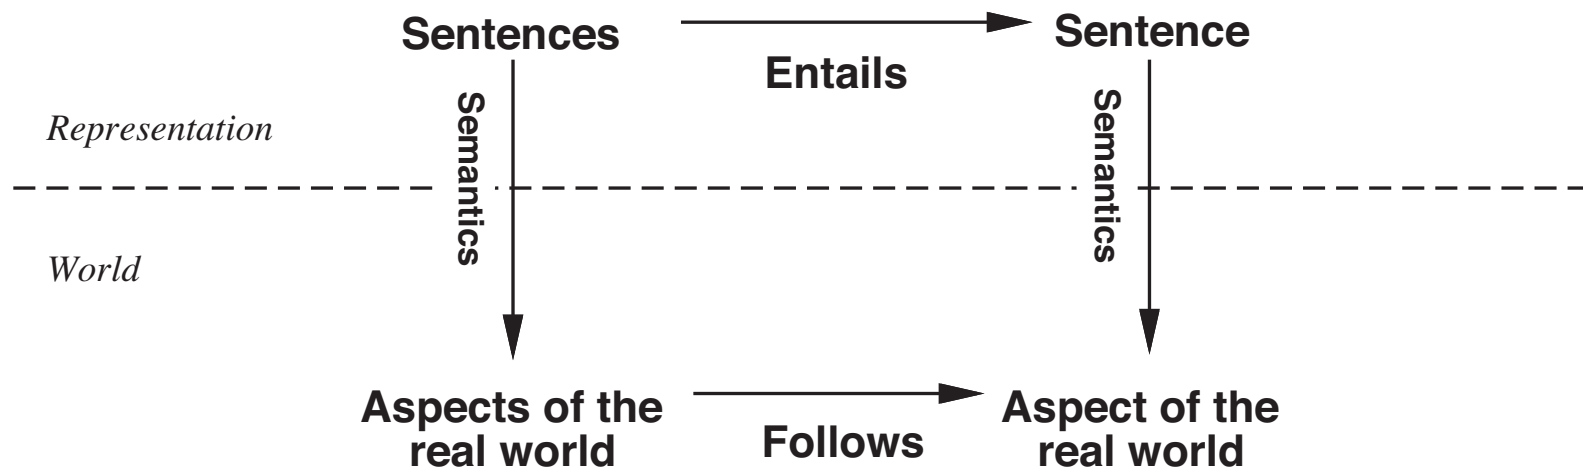 Sentences
Sentence
Entails
Semantics
Semantics
Representation
World
Aspects of the
real world
Follows
Aspect of the
real world